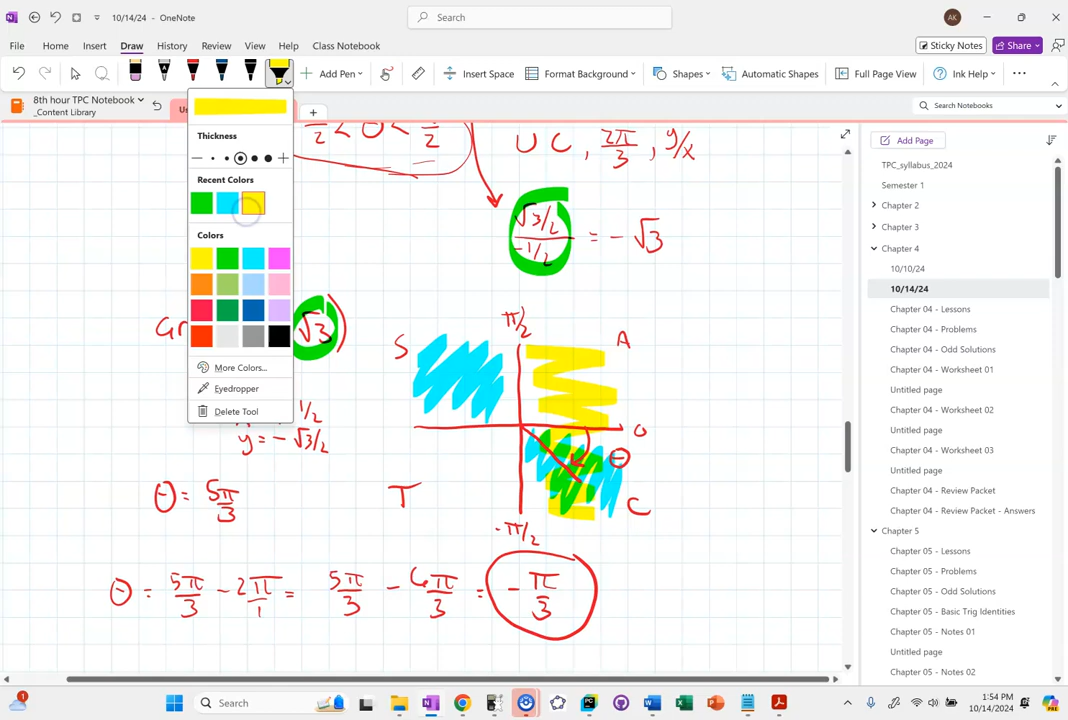 10/14/24 - OneNote
Search
AK
File Home Insert Draw History Review View Help Class Notebook
Sticky Notes Share
Add Pen Insert Space Format Background Shapes Automatic Shapes Full Page View Ink Help
8th hour TPC Notebook
_Content Library
Search Notebooks
Thickness
Recent Colors
Colors
More Colors...
Eyedropper
Delete Tool
UC, 2π/3, y/x
(√3/2)/(-1/2) = -√3
√3)
π/2
S
A
1/2
y = -√3/2
0
θ
θ = 5π/3
T
C
-π/2
θ = 5π/3 - 2π/1 = 5π/3 - 6π/3 = -π/3
Add Page
TPC_syllabus_2024
Semester 1
Chapter 2
Chapter 3
Chapter 4
10/10/24
10/14/24
Chapter 04 - Lessons
Chapter 04 - Problems
Chapter 04 - Odd Solutions
Chapter 04 - Worksheet 01
Untitled page
Chapter 04 - Worksheet 02
Untitled page
Chapter 04 - Worksheet 03
Untitled page
Chapter 04 - Review Packet
Chapter 04 - Review Packet - Answers
Chapter 5
Chapter 05 - Lessons
Chapter 05 - Problems
Chapter 05 - Odd Solutions
Chapter 05 - Basic Trig Identities
Chapter 05 - Notes 01
Untitled page
Chapter 05 - Notes 02
1
Search
1:54 PM
10/14/2024